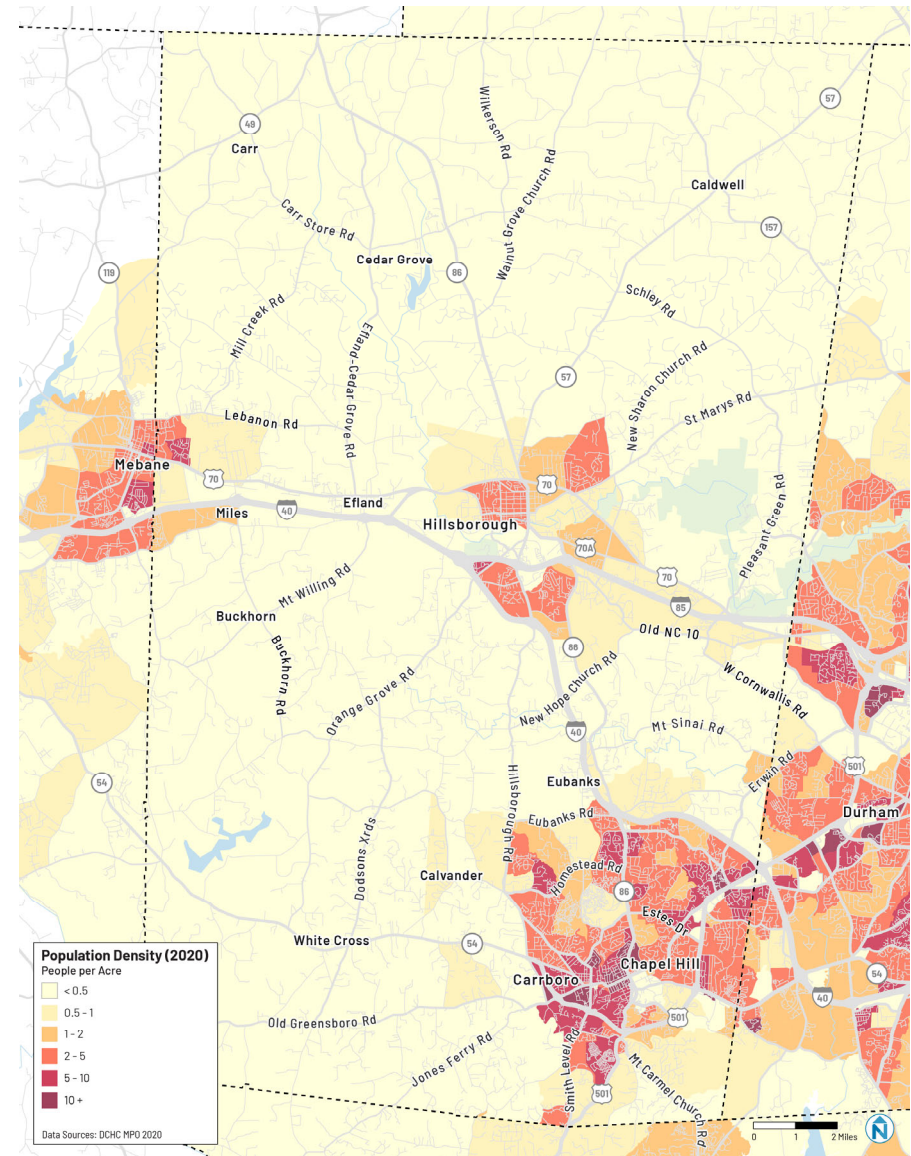 57
49
Carr
Wilkerson Rd
Walnut Grove Church Rd
Caldwell
157
Carr Store Rd
Cedar Grove
119
86
Schley Rd
Mill Creek Rd
Efland-Cedar Grove Rd
57
New Sharon Church Rd
St Marys Rd
Lebanon Rd
Mebane
70
70
Efland
Miles
40
Hillsborough
Pleasant Green Rd
70A
70
85
Mt Willing Rd
Buckhorn
Old NC 10
86
Buckhorn Rd
Orange Grove Rd
New Hope Church Rd
W Cornwallis Rd
40
Mt Sinai Rd
501
Erwin Rd
54
Eubanks
Hillsborough Rd
Eubanks Rd
Durham
Dodsons Xrds
Calvander
Homestead Rd
86
Estes Dr
White Cross
54
Chapel Hill
54
Carrboro
40
501
Old Greensboro Rd
Jones Ferry Rd
Smith Level Rd
Mt Carmel Church Rd
501
Population Density (2020)
People per Acre
< 0.5
0.5 - 1
1 - 2
2 - 5
5 - 10
10 +
Data Sources: DCHC MPO 2020
0 1 2 Miles
N